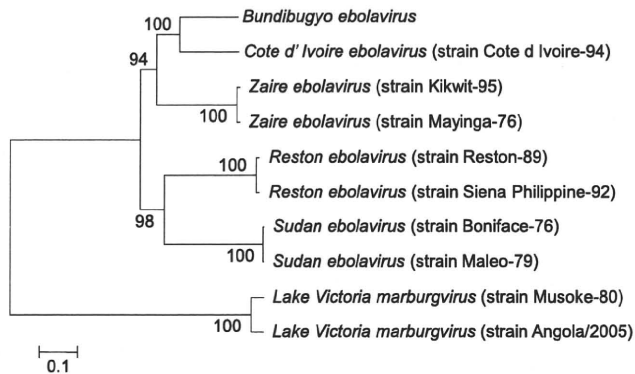 100
Bundibugyo ebolavirus
Cote d' Ivoire ebolavirus (strain Cote d Ivoire-94)
94
Zaire ebolavirus (strain Kikwit-95)
100
Zaire ebolavirus (strain Mayinga-76)
100
Reston ebolavirus (strain Reston-89)
Reston ebolavirus (strain Siena Philippine-92)
98
Sudan ebolavirus (strain Boniface-76)
100
Sudan ebolavirus (strain Maleo-79)
Lake Victoria marburgvirus (strain Musoke-80)
100
Lake Victoria marburgvirus (strain Angola/2005)
0.1